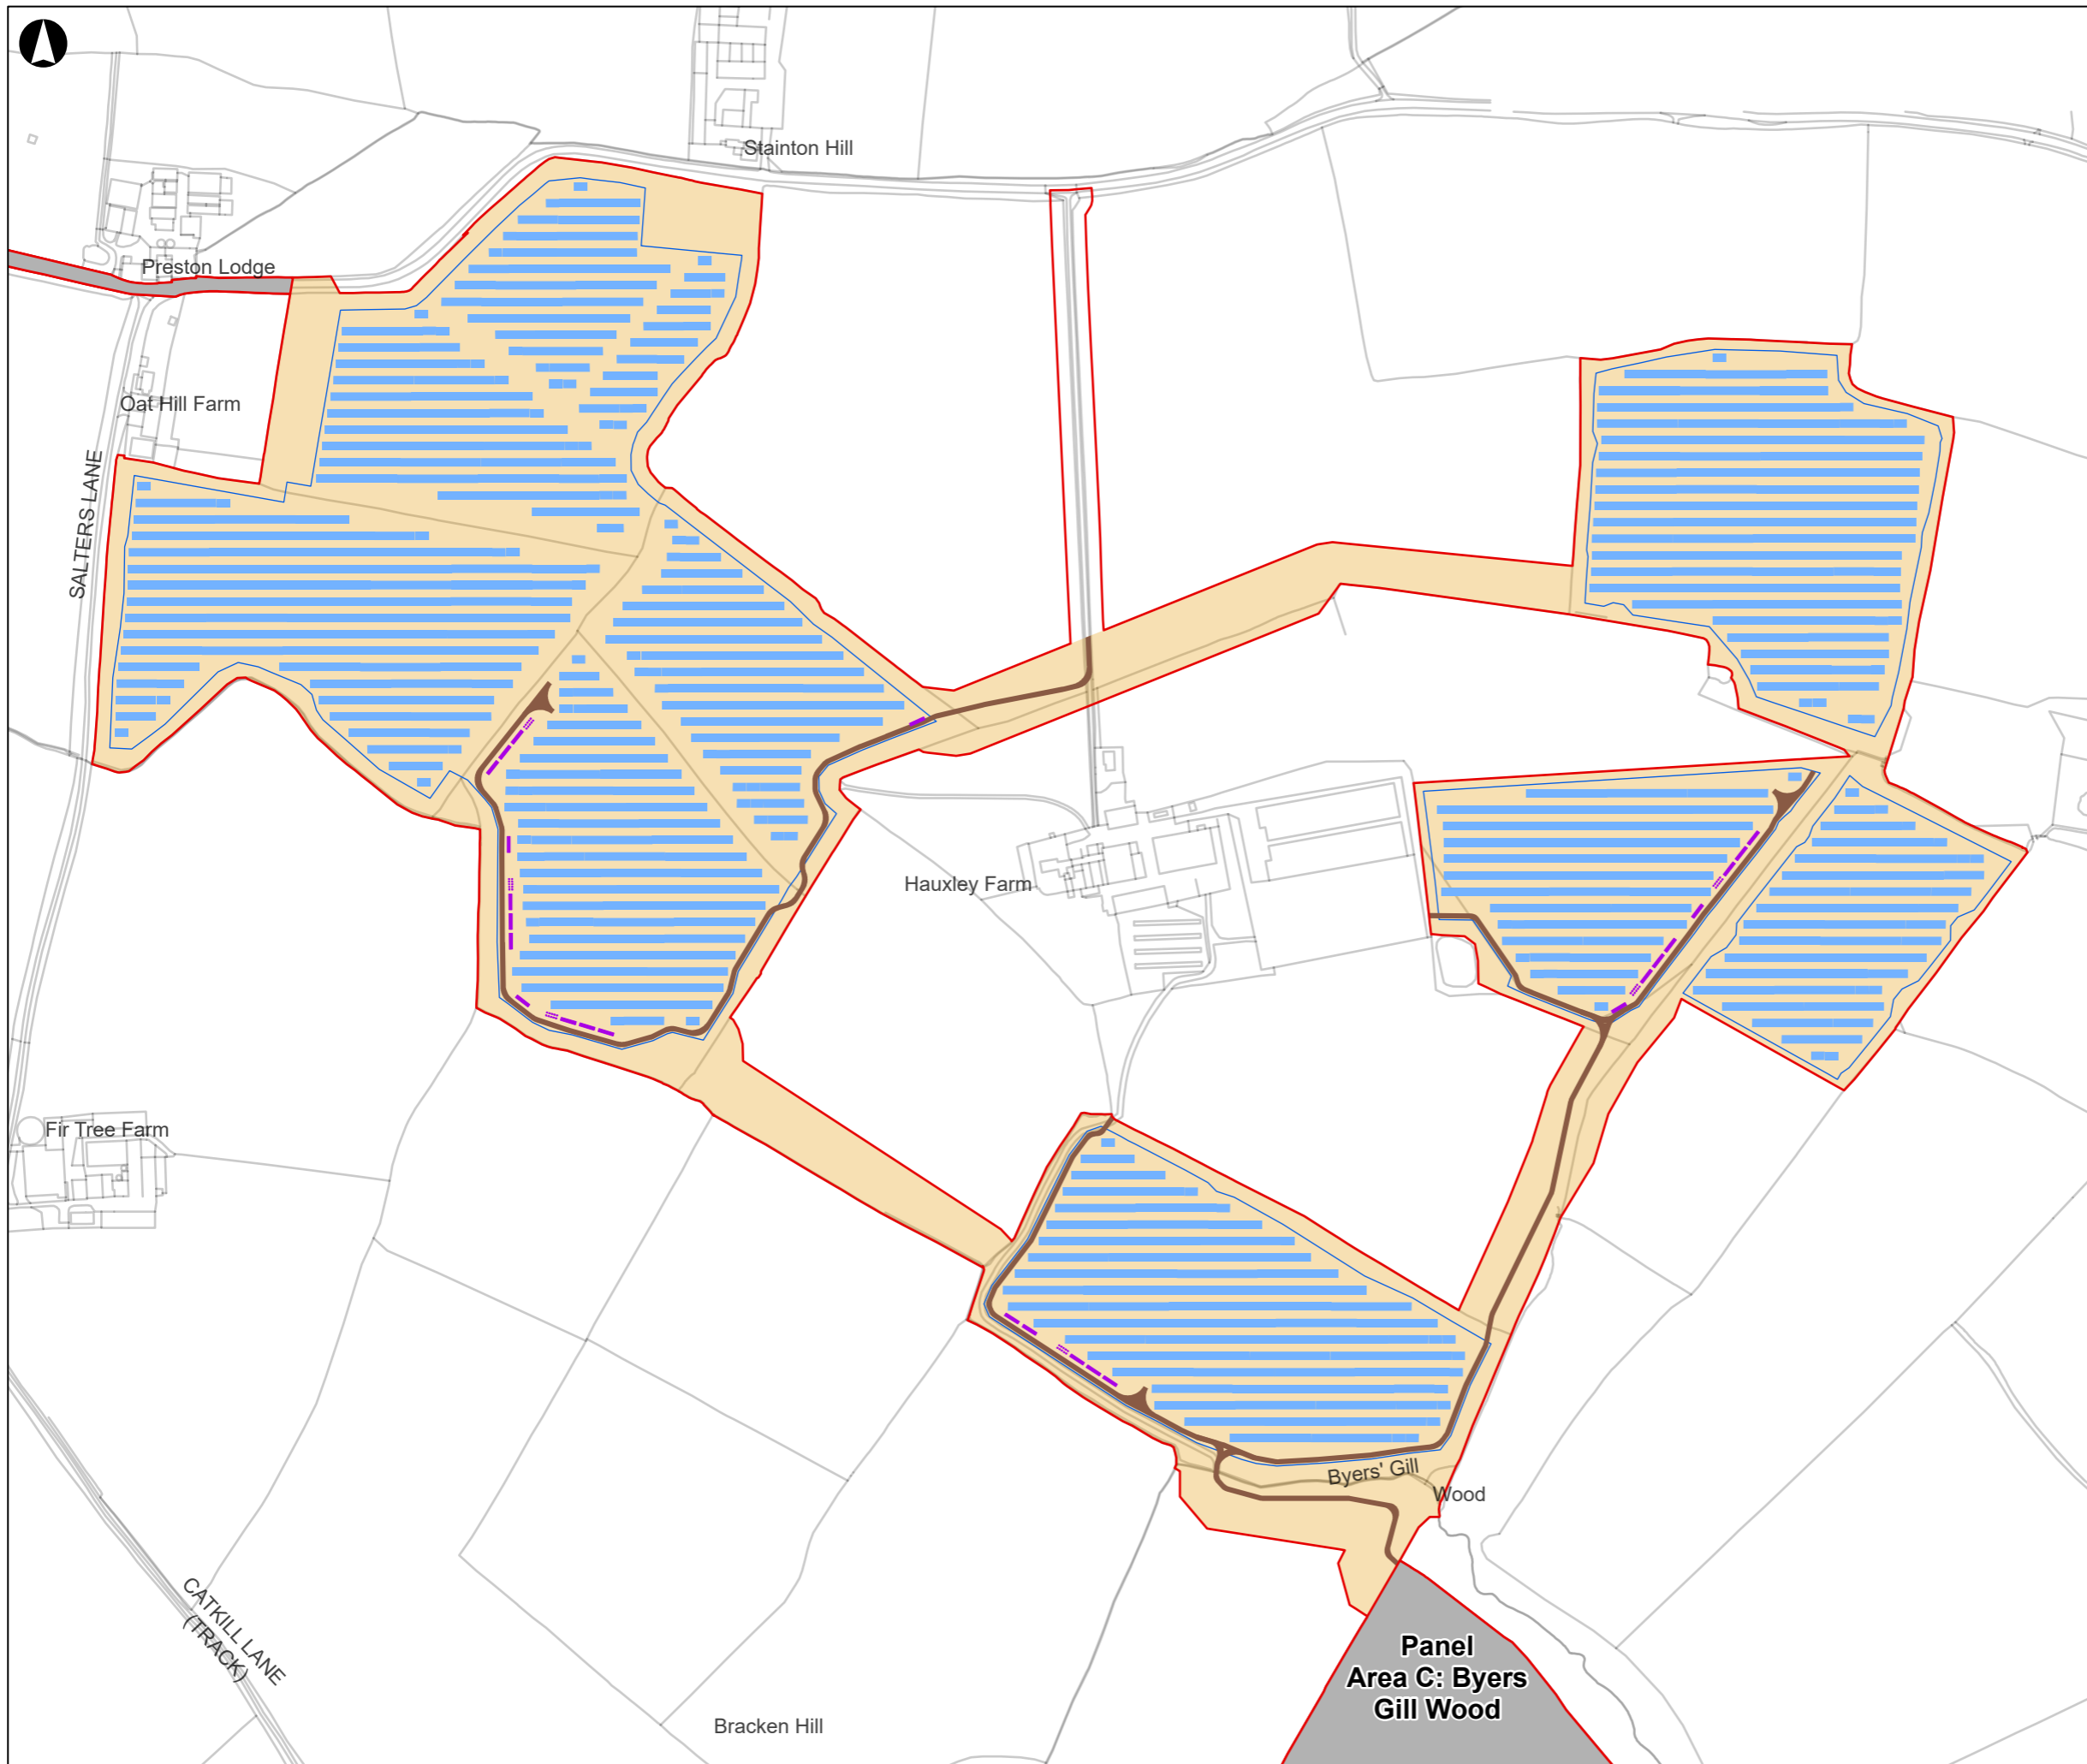 Stainton Hill
Preston Lodge
Oat Hill Farm
SALTERS LANE
Hauxley Farm
Fir Tree Farm
Byers' Gill
Wood
CATKILL LANE
(TRACK)
Panel
Area C: Byers
Gill Wood
Bracken Hill